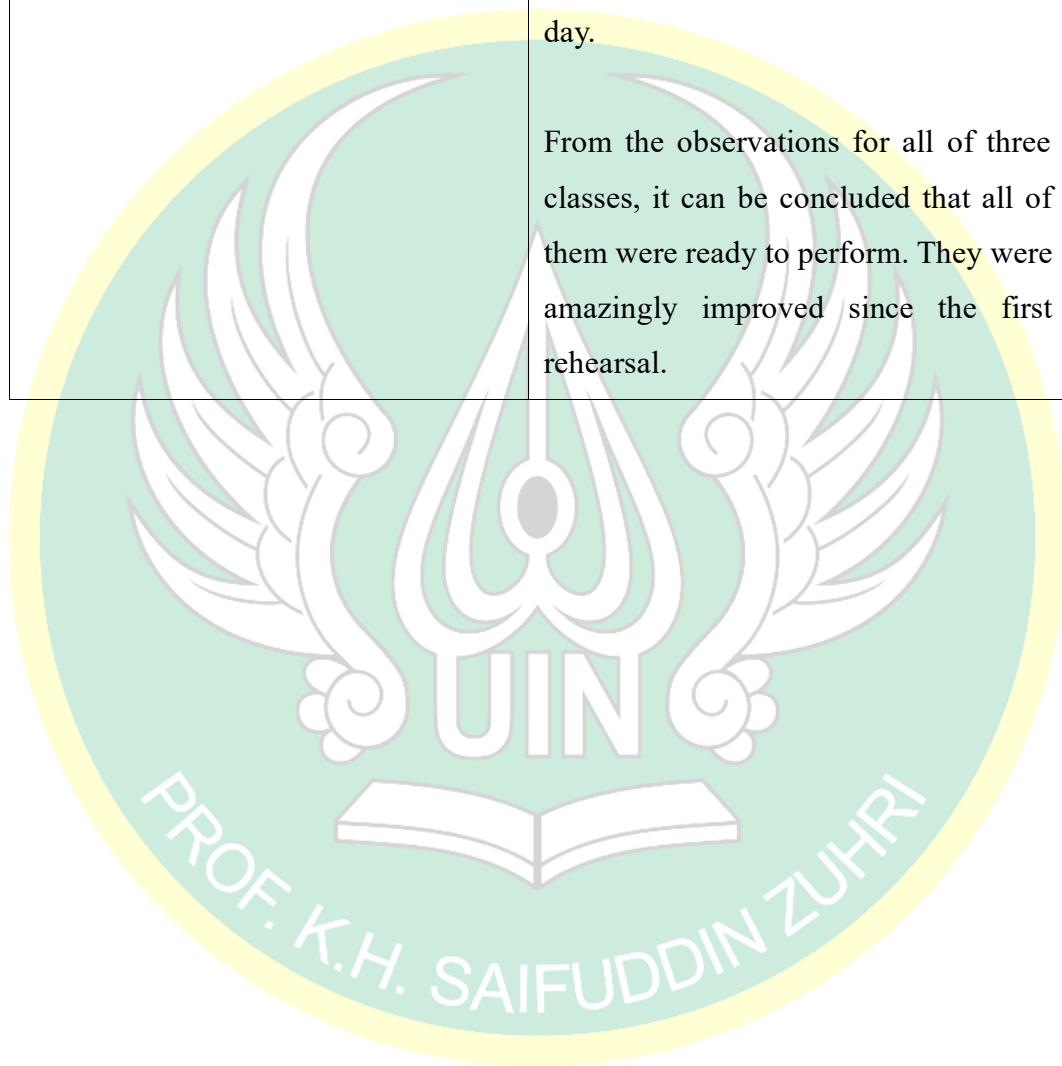 day.
From the observations for all of three
classes, it can be concluded that all of
them were ready to perform. They were
amazingly improved since the first
rehearsal.
UIN
PROF. K.H. SAIFUDDIN ZUHRI